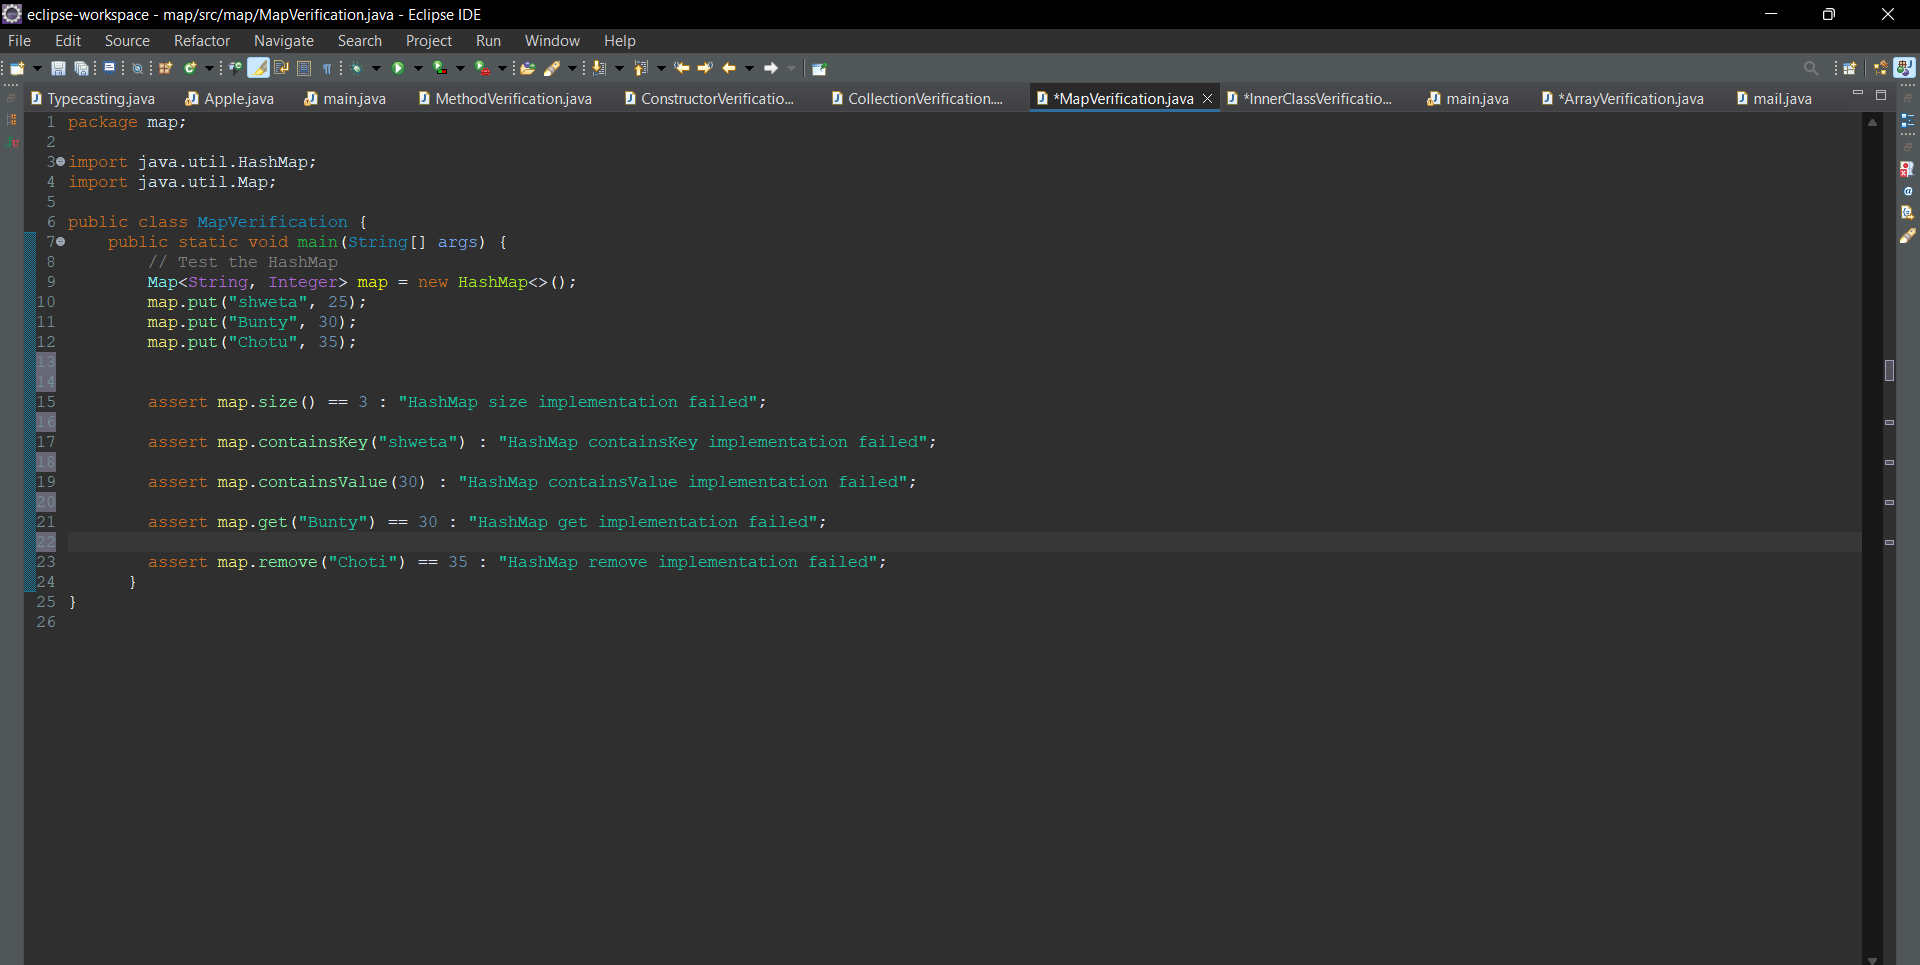 eclipse-workspace - map/src/map/MapVerification.java - Eclipse IDE
File Edit Source Refactor Navigate Search Project Run Window Help
Typecasting.java Apple.java main.java MethodVerification.java ConstructorVerificatio... CollectionVerification.... *MapVerification.java *InnerClassVerificatio... main.java *ArrayVerification.java mail.java
1 package map;
2
3 import java.util.HashMap;
4 import java.util.Map;
5
6 public class MapVerification {
7     public static void main(String[] args) {
8         // Test the HashMap
9         Map<String, Integer> map = new HashMap<>();
10         map.put("shweta", 25);
11         map.put("Bunty", 30);
12         map.put("Chotu", 35);
13
14
15         assert map.size() == 3 : "HashMap size implementation failed";
16
17         assert map.containsKey("shweta") : "HashMap containsKey implementation failed";
18
19         assert map.containsValue(30) : "HashMap containsValue implementation failed";
20
21         assert map.get("Bunty") == 30 : "HashMap get implementation failed";
22
23         assert map.remove("Choti") == 35 : "HashMap remove implementation failed";
24       }
25 }
26